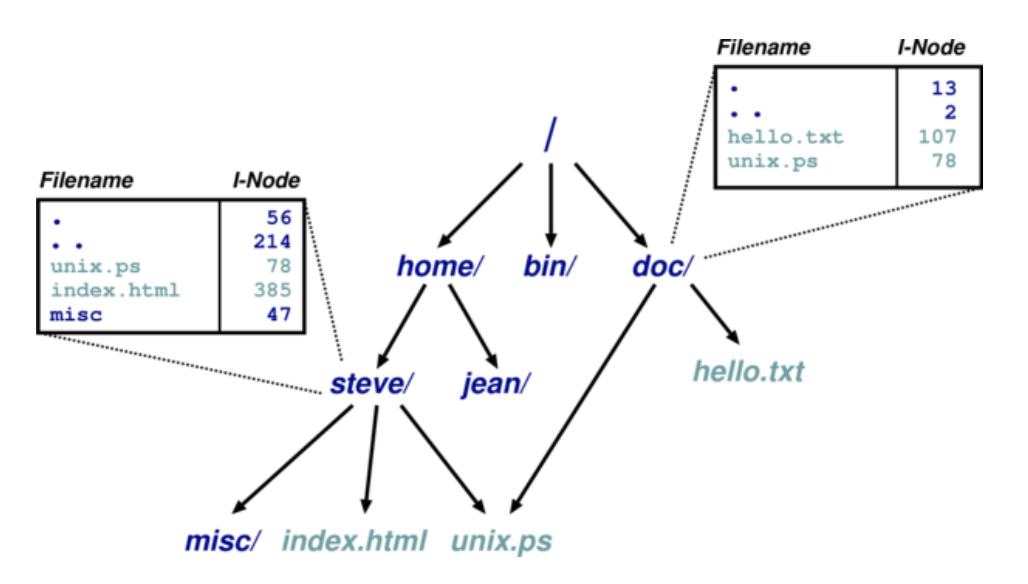 Filename I-Node
. 13
. . 2
hello.txt 107
unix.ps 78
/
Filename I-Node
. 56
. . 214
unix.ps 78
index.html 385
misc 47
home/ bin/ doc/
steve/ jean/ hello.txt
misc/ index.html unix.ps